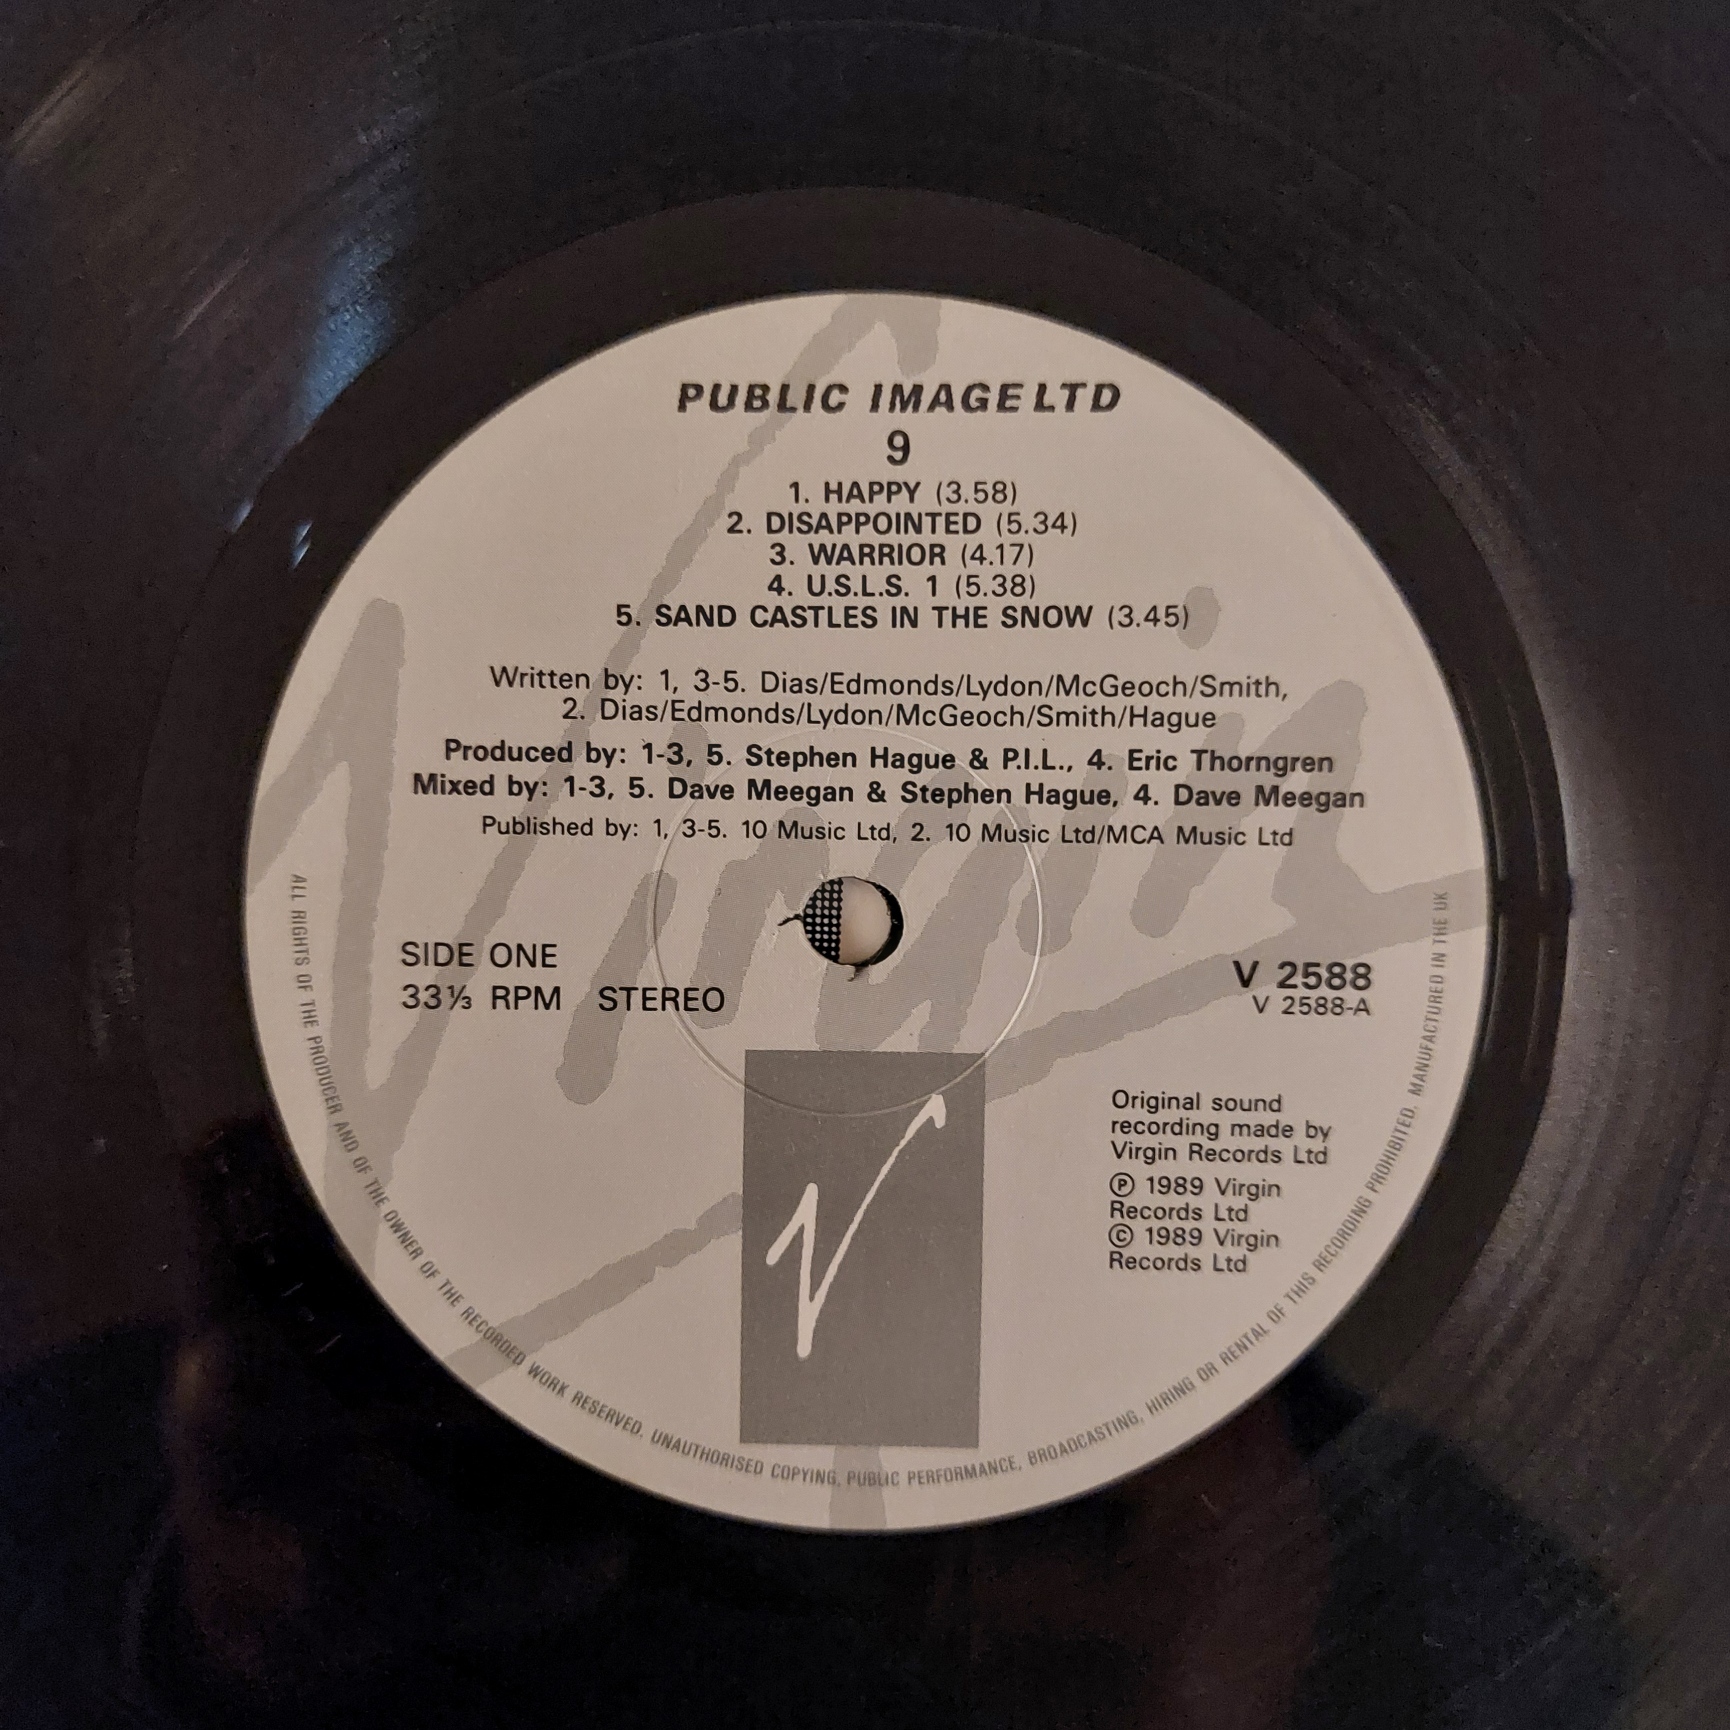 PUBLIC IMAGE LTD
9
1. HAPPY (3.58)
2. DISAPPOINTED (5.34)
3. WARRIOR (4.17)
4. U.S.L.S. 1 (5.38)
5. SAND CASTLES IN THE SNOW (3.45)
Written by: 1, 3-5. Dias/Edmonds/Lydon/McGeoch/Smith,
2. Dias/Edmonds/Lydon/McGeoch/Smith/Hague
Produced by: 1-3, 5. Stephen Hague & P.I.L., 4. Eric Thorngren
Mixed by: 1-3, 5. Dave Meegan & Stephen Hague, 4. Dave Meegan
Published by: 1, 3-5. 10 Music Ltd, 2. 10 Music Ltd/MCA Music Ltd
Virgin
SIDE ONE
33⅓ RPM STEREO
V 2588
V 2588-A
Original sound
recording made by
Virgin Records Ltd
Ⓟ 1989 Virgin
Records Ltd
© 1989 Virgin
Records Ltd
V
ALL RIGHTS OF THE PRODUCER AND OF THE OWNER OF THE RECORDED WORK RESERVED. UNAUTHORISED COPYING, PUBLIC PERFORMANCE, BROADCASTING, HIRING OR RENTAL OF THIS RECORDING PROHIBITED. MANUFACTURED IN THE UK